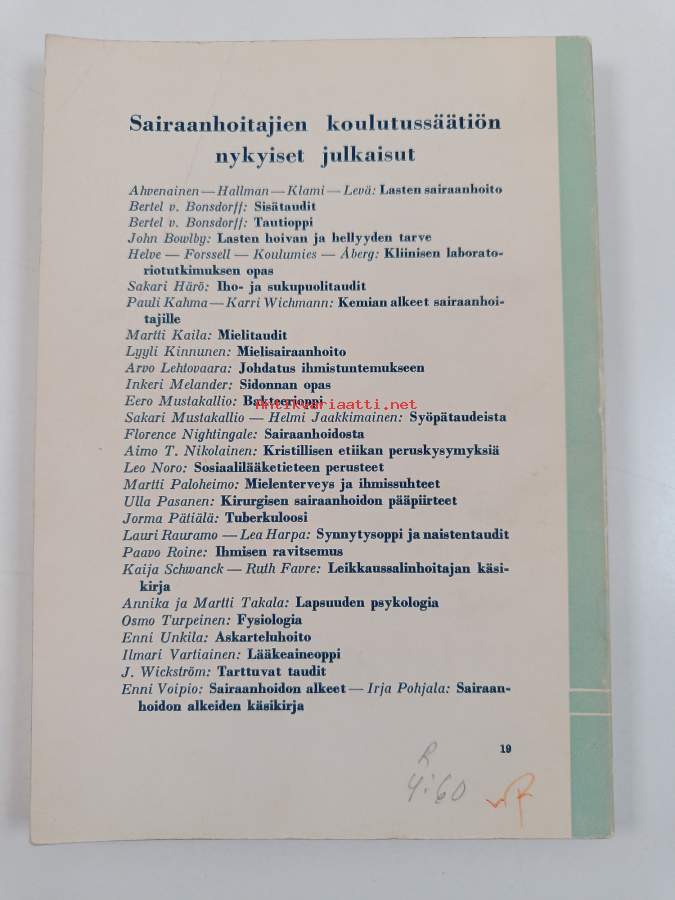 Sairaanhoitajien koulutussäätiön
nykyiset julkaisut
Ahvenainen — Hallman — Klami — Levä: Lasten sairaanhoito
Bertel v. Bonsdorff: Sisätaudit
Bertel v. Bonsdorff: Tautioppi
John Bowlby: Lasten hoivan ja hellyyden tarve
Helve — Forssell — Koulumies — Åberg: Kliinisen laborato-
riotutkimuksen opas
Sakari Härö: Iho- ja sukupuolitaudit
Pauli Kahma — Karri Wichmann: Kemian alkeet sairaanhoi-
tajille
Martti Kaila: Mielitaudit
Lyyli Kinnunen: Mielisairaanhoito
Arvo Lehtovaara: Johdatus ihmistuntemukseen
Inkeri Melander: Sidonnan opas
Eero Mustakallio: Bakteerioppi
Antikvariaatti.net
Sakari Mustakallio — Helmi Jaakkimainen: Syöpätaudeista
Florence Nightingale: Sairaanhoidosta
Aimo T. Nikolainen: Kristillisen etiikan peruskysymyksiä
Leo Noro: Sosiaalilääketieteen perusteet
Martti Paloheimo: Mielenterveys ja ihmissuhteet
Ulla Pasanen: Kirurgisen sairaanhoidon pääpiirteet
Jorma Pätiälä: Tuberkuloosi
Lauri Rauramo — Lea Harpa: Synnytysoppi ja naistentaudit
Paavo Roine: Ihmisen ravitsemus
Kaija Schwanck — Ruth Favre: Leikkaussalinhoitajan käsi-
kirja
Annika ja Martti Takala: Lapsuuden psykologia
Osmo Turpeinen: Fysiologia
Enni Unkila: Askarteluhoito
Ilmari Vartiainen: Lääkeaineoppi
J. Wickström: Tarttuvat taudit
Enni Voipio: Sairaanhoidon alkeet — Irja Pohjala: Sairaan-
hoidon alkeiden käsikirja
19
R
4:60